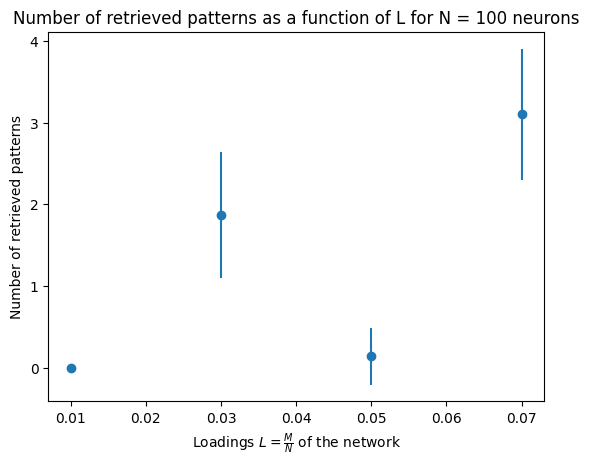 Number of retrieved patterns as a function of L for N = 100 neurons
Number of retrieved patterns
4
3
2
1
0
0.01 0.02 0.03 0.04 0.05 0.06 0.07
Loadings $L = \frac{M}{N}$ of the network